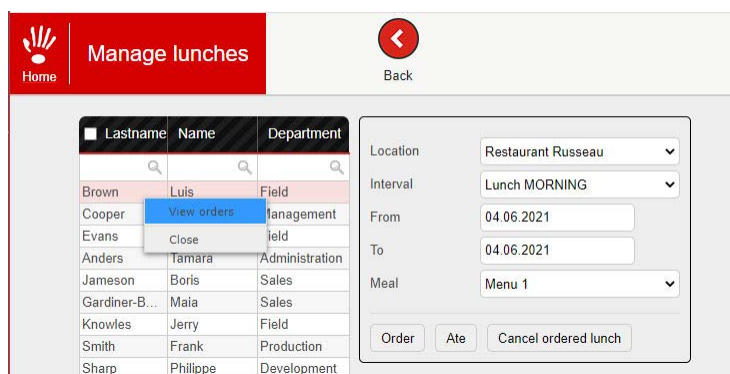 Home
Manage lunches
Back
Lastname Name Department
Brown Luis Field
Cooper View orders Management
Evans Close Field
Anders Tamara Administration
Jameson Boris Sales
Gardiner-B... Maia Sales
Knowles Jerry Field
Smith Frank Production
Sharp Philippe Development
Location Restaurant Russeau
Interval Lunch MORNING
From 04.06.2021
To 04.06.2021
Meal Menu 1
Order Ate Cancel ordered lunch